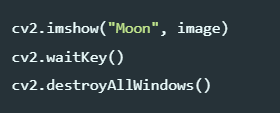 cv2.imshow("Moon", image)
cv2.waitKey()
cv2.destroyAllWindows()